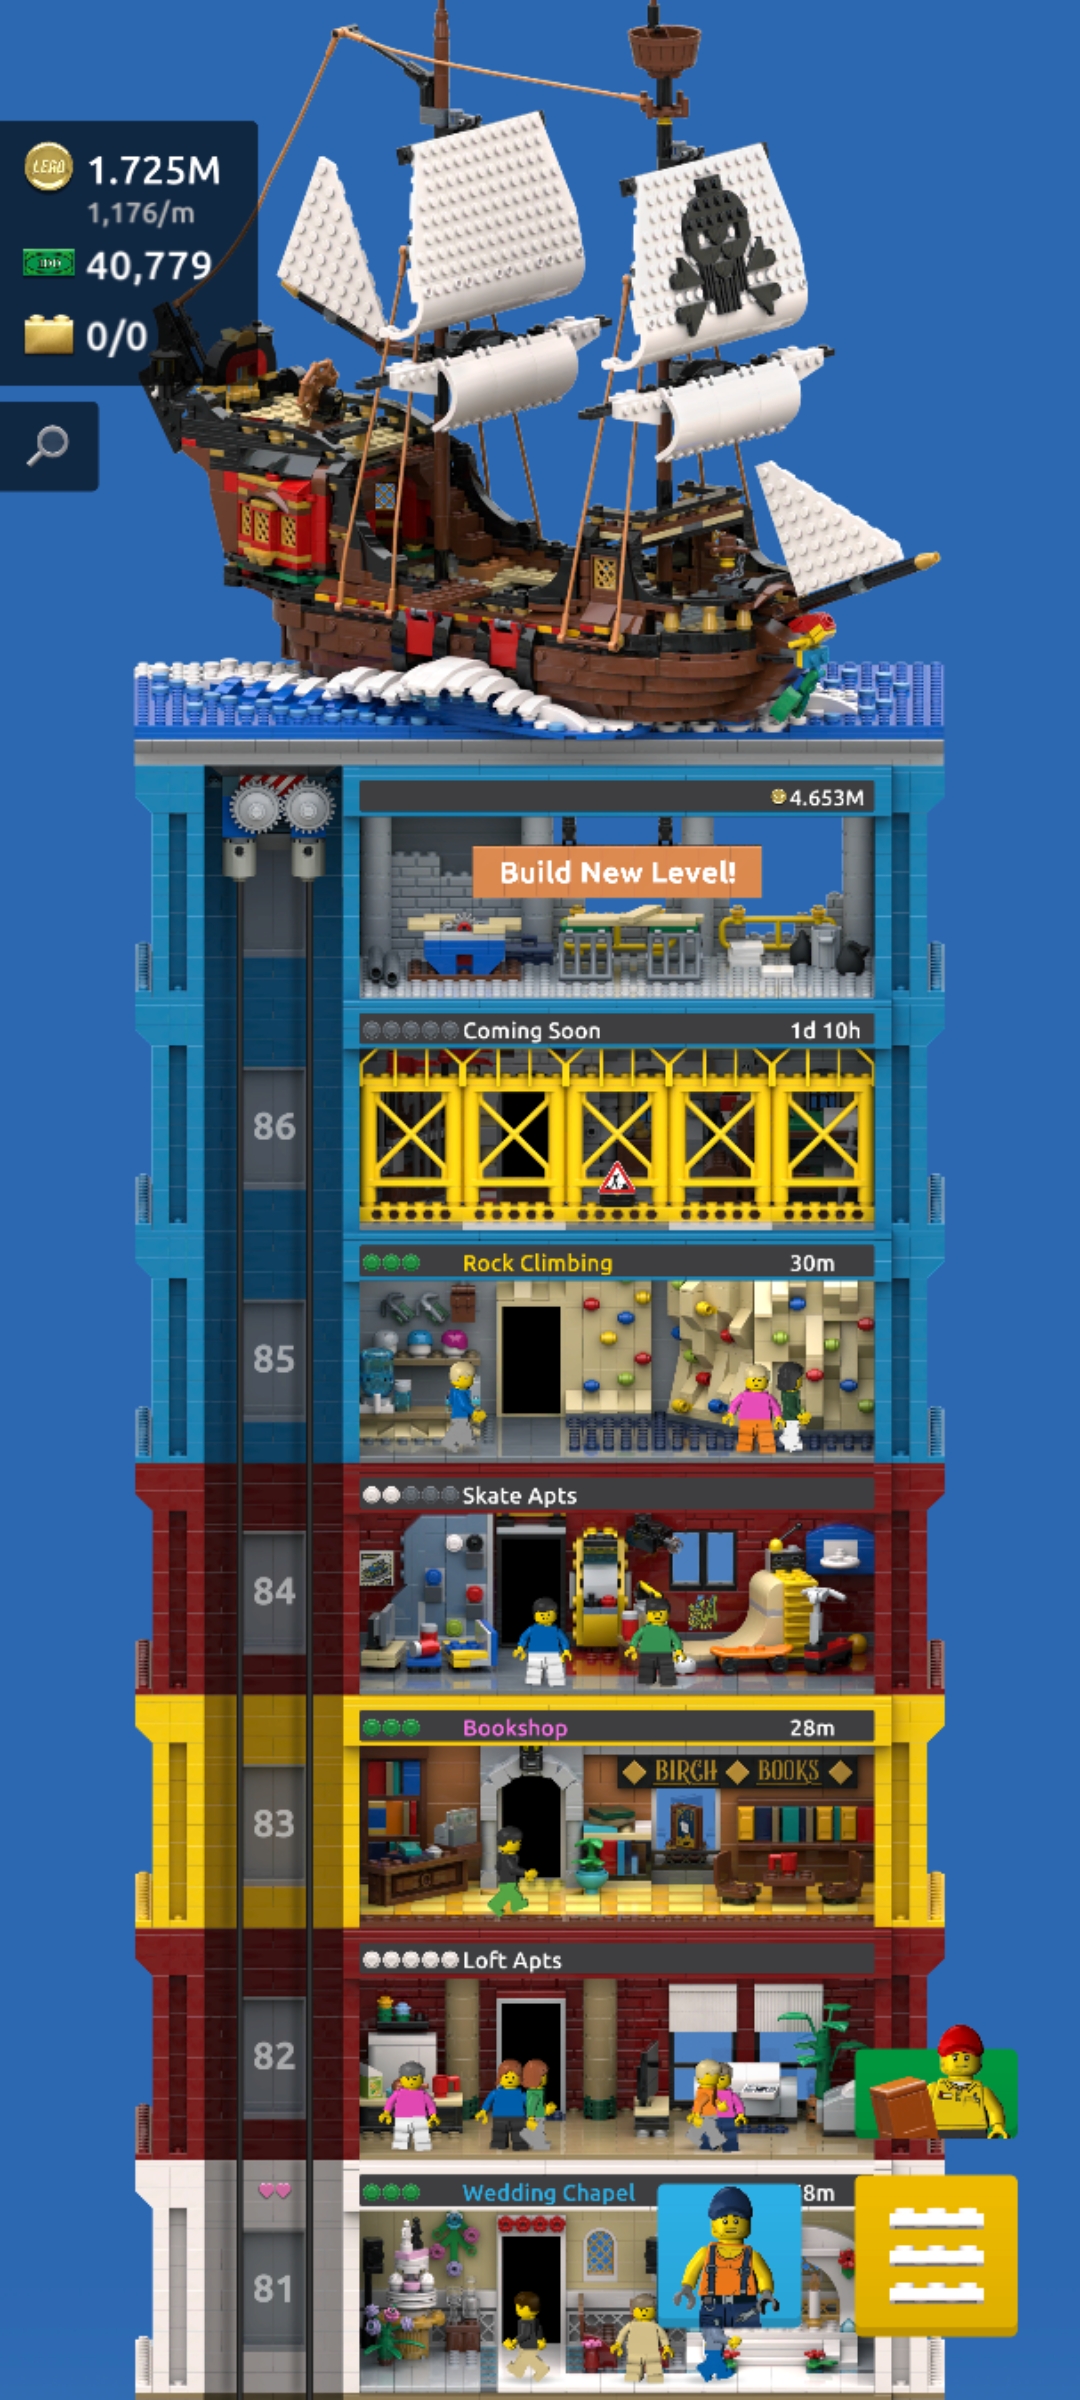 LEGO
1.725M
1,176/m
40,779
0/0
4.653M
Build New Level!
Coming Soon
1d 10h
86
Rock Climbing
30m
85
Skate Apts
84
Bookshop
28m
BIRCH BOOKS
83
Loft Apts
82
Wedding Chapel
8m
81